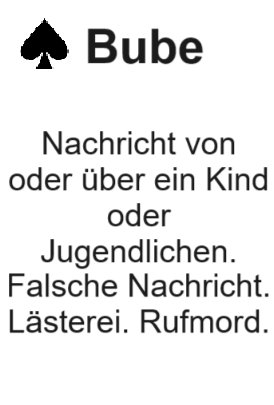 ♠ Bube
Nachricht von
oder über ein Kind
oder
Jugendlichen.
Falsche Nachricht.
Lästerei. Rufmord.